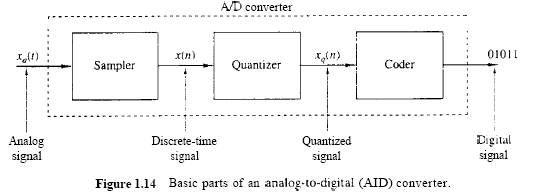 A/D converter
xa(t) Sampler x(n) Quantizer xq(n) Coder 01011
Analog signal
Discrete-time signal
Quantized signal
Digital signal
Figure 1.14 Basic parts of an analog-to-digital (AID) converter.